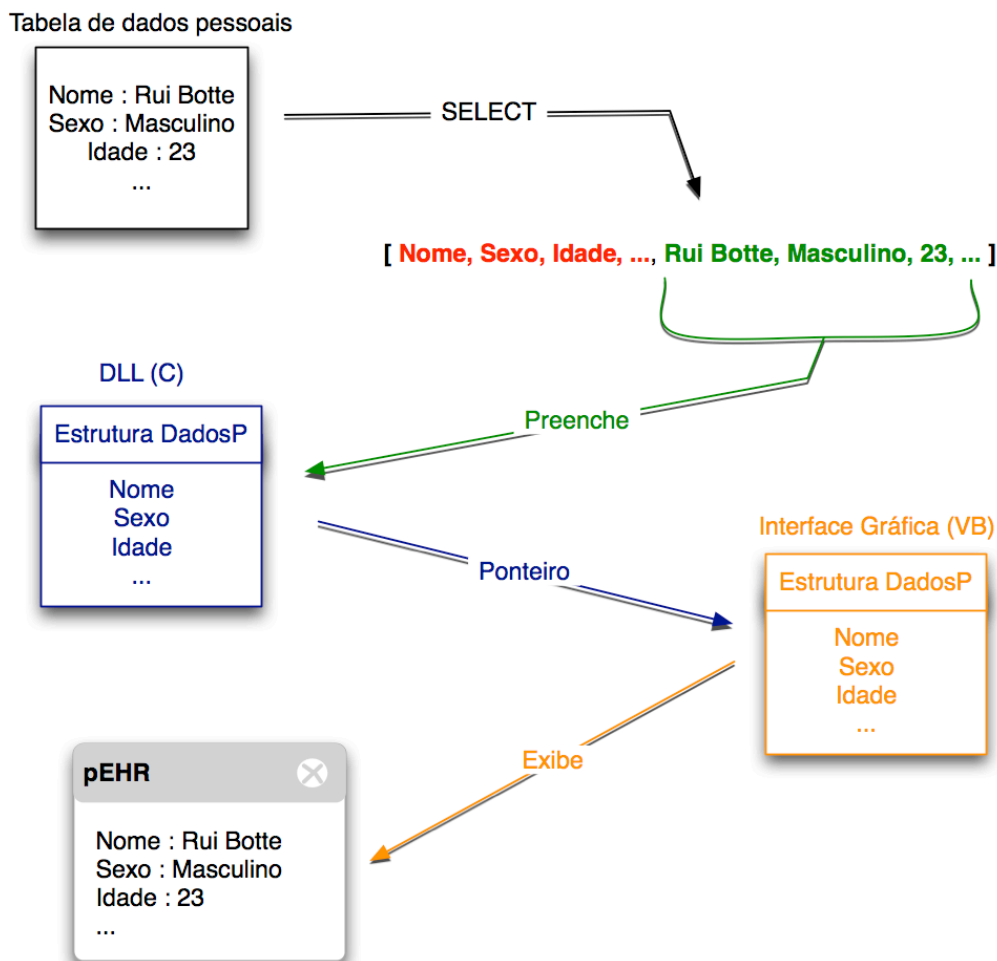 Tabela de dados pessoais
Nome : Rui Botte
Sexo : Masculino
Idade : 23
...
SELECT
[ Nome, Sexo, Idade, ..., Rui Botte, Masculino, 23, ... ]
DLL (C)
Preenche
Estrutura DadosP
Nome
Sexo
Idade
...
Ponteiro
Interface Gráfica (VB)
Estrutura DadosP
Nome
Sexo
Idade
...
Exibe
pEHR
Nome : Rui Botte
Sexo : Masculino
Idade : 23
...